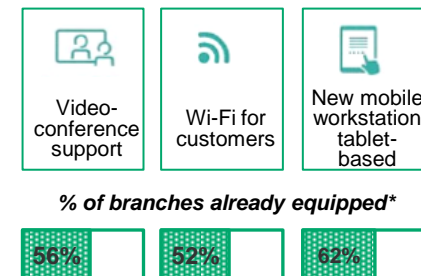 Video-
conference
support
Wi-Fi for
customers
New mobile
workstation
tablet-
based
% of branches already equipped*
56%
52%
62%